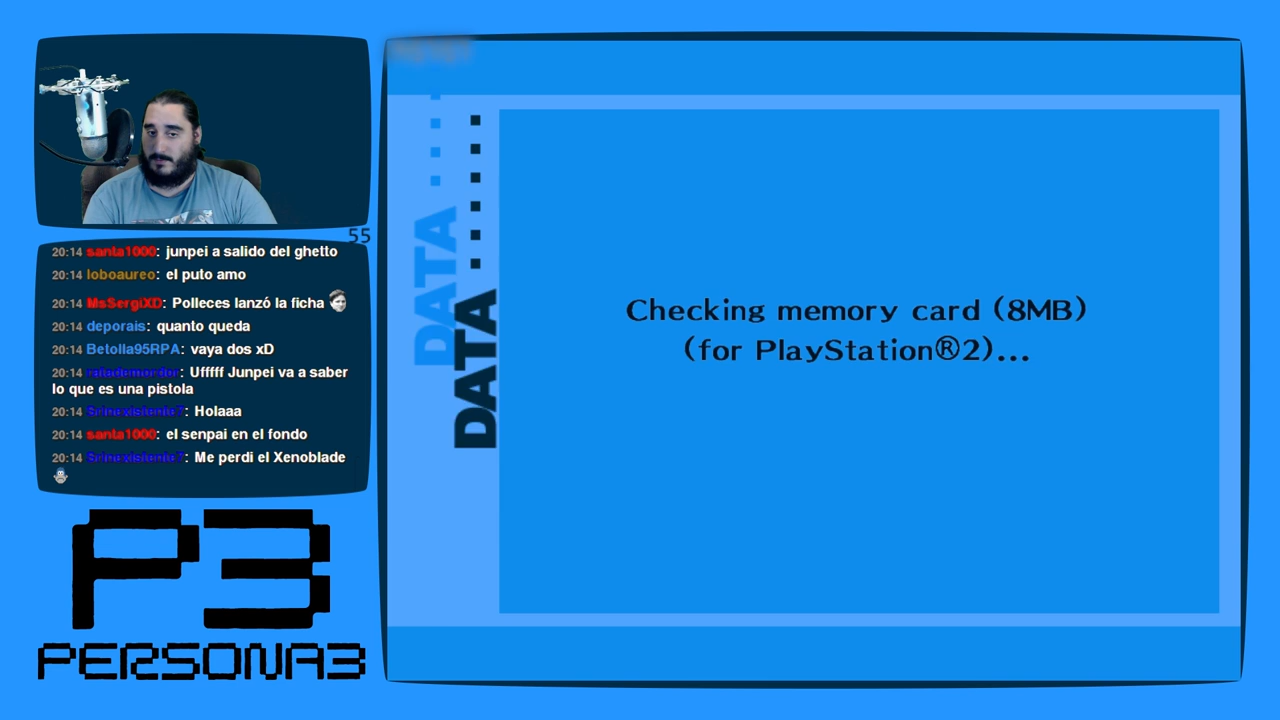 55
20:14 santa1000: junpei a salido del ghetto
20:14 loboaureo: el puto amo
20:14 MsSergiXD: Polleces lanzó la ficha
20:14 deporais: quanto queda
20:14 Betolla95RPA: vaya dos xD
20:14 : Ufffff Junpei va a saber
lo que es una pistola
20:14 : Holaaa
20:14 santa1000: el senpai en el fondo
20:14 : Me perdi el Xenoblade
P3
PERSONA3
DATA
DATA
Checking memory card (8MB)
(for PlayStation®2)...